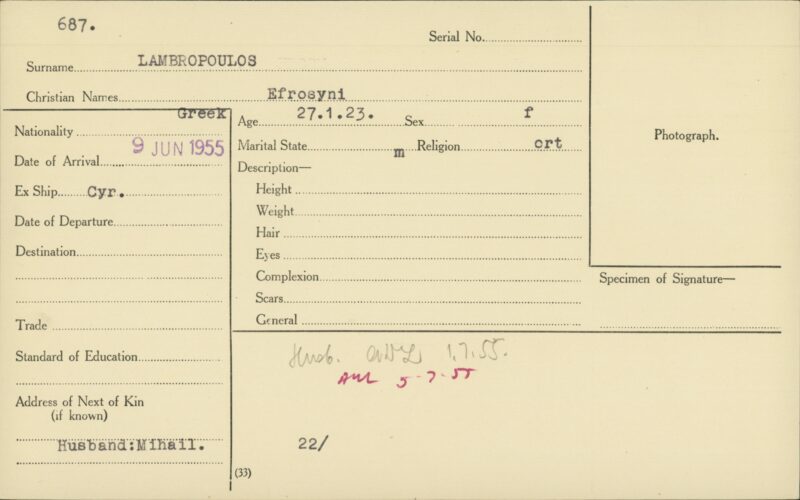 687.
Serial No.
Surname LAMBROPOULOS
Christian Names Efrosyni
Nationality Greek
Age 27.1.23. Sex f
Date of Arrival 9 JUN 1955
Marital State m Religion ort
Photograph.
Ex Ship Cyr.
Description—
Height
Date of Departure
Weight
Hair
Destination
Eyes
Complexion
Specimen of Signature—
Scars
Trade
General
Standard of Education
Husb. 1.7.55.
5-7-55
Address of Next of Kin
(if known)
Husband:Mihail.
22/
(33)